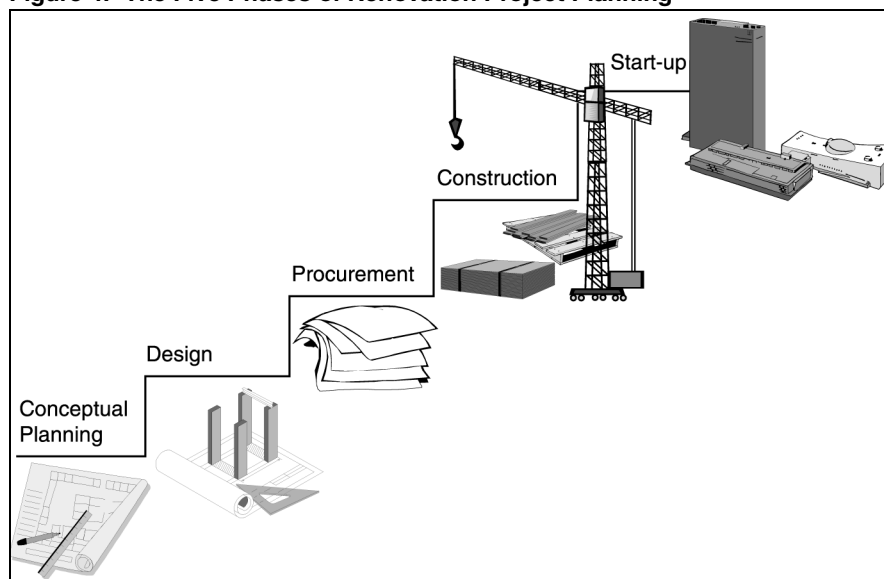 Start-up
Construction
Procurement
Design
Conceptual
Planning